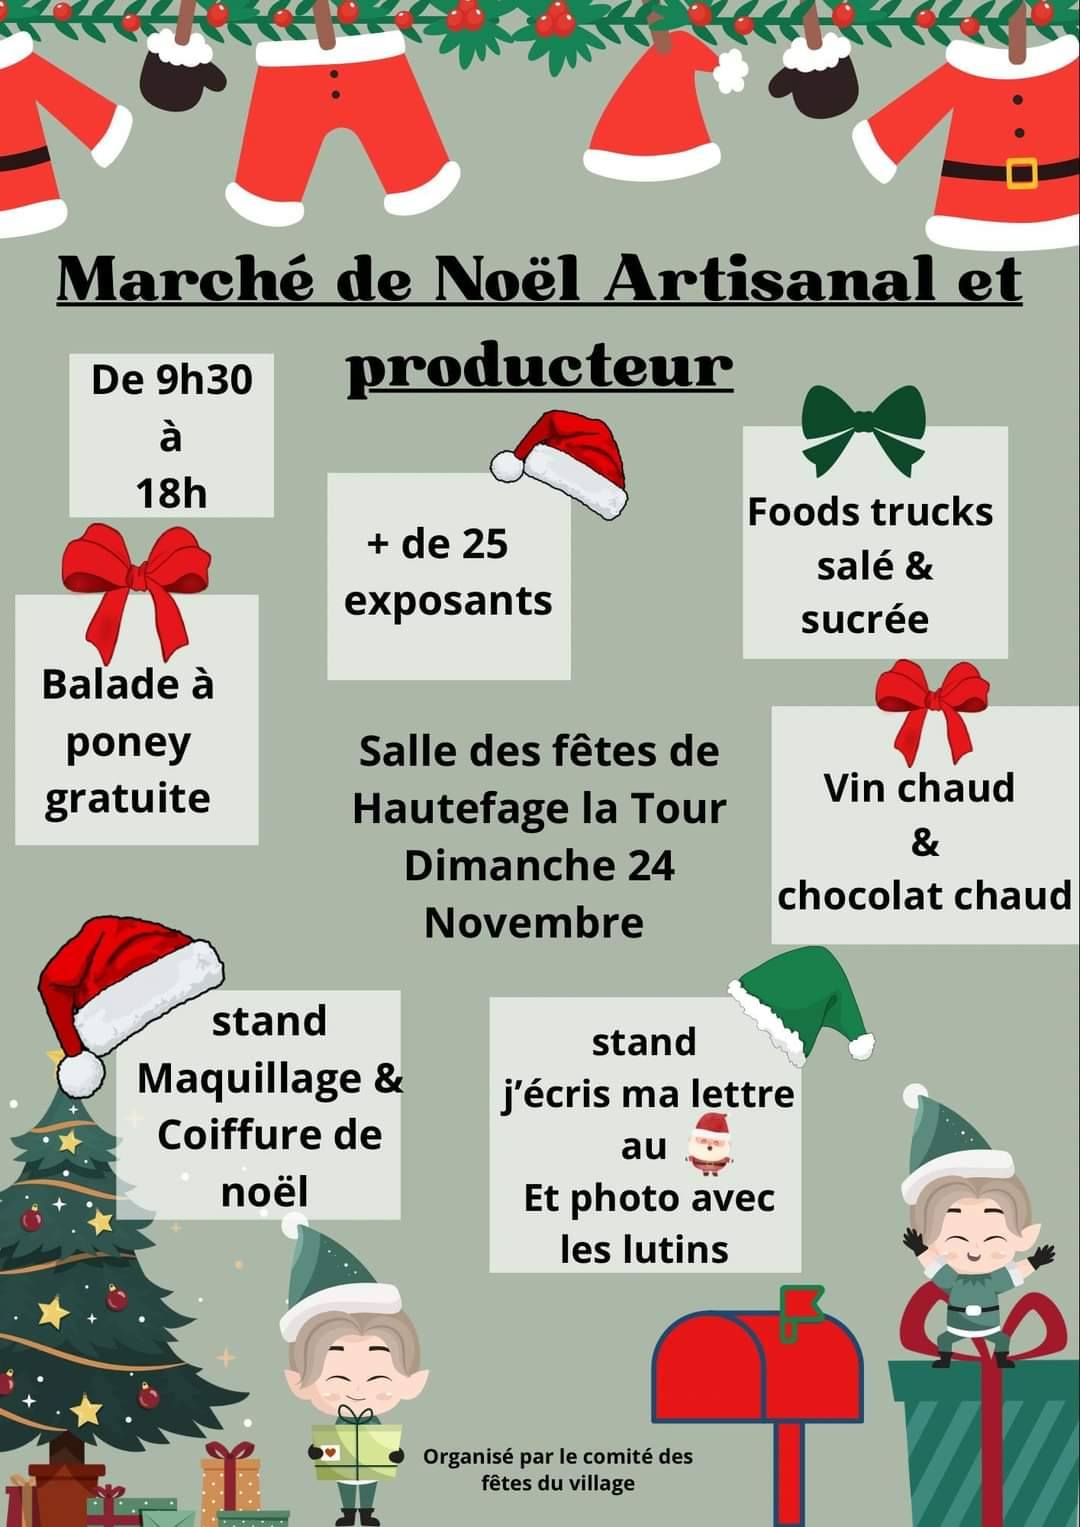 Marché de Noël Artisanal et
producteur
De 9h30
à
18h
+ de 25
exposants
Foods trucks
salé &
sucrée
Balade à
poney
gratuite
Salle des fêtes de
Hautefage la Tour
Dimanche 24
Novembre
Vin chaud
&
chocolat chaud
stand
Maquillage &
Coiffure de
noël
stand
j’écris ma lettre
au
Et photo avec
les lutins
Organisé par le comité des
fêtes du village